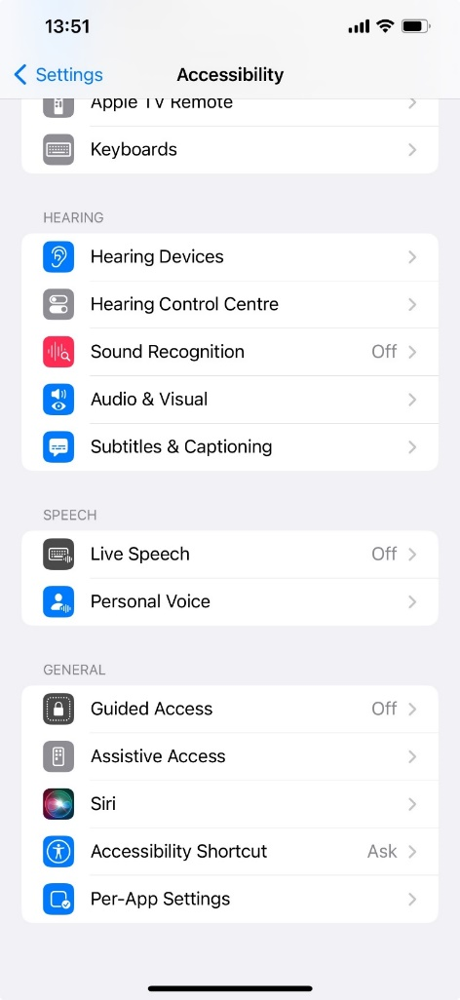 13:51
Settings
Accessibility
Apple TV Remote
Keyboards
HEARING
Hearing Devices
Hearing Control Centre
Sound Recognition Off
Audio & Visual
Subtitles & Captioning
SPEECH
Live Speech Off
Personal Voice
GENERAL
Guided Access Off
Assistive Access
Siri
Accessibility Shortcut Ask
Per-App Settings